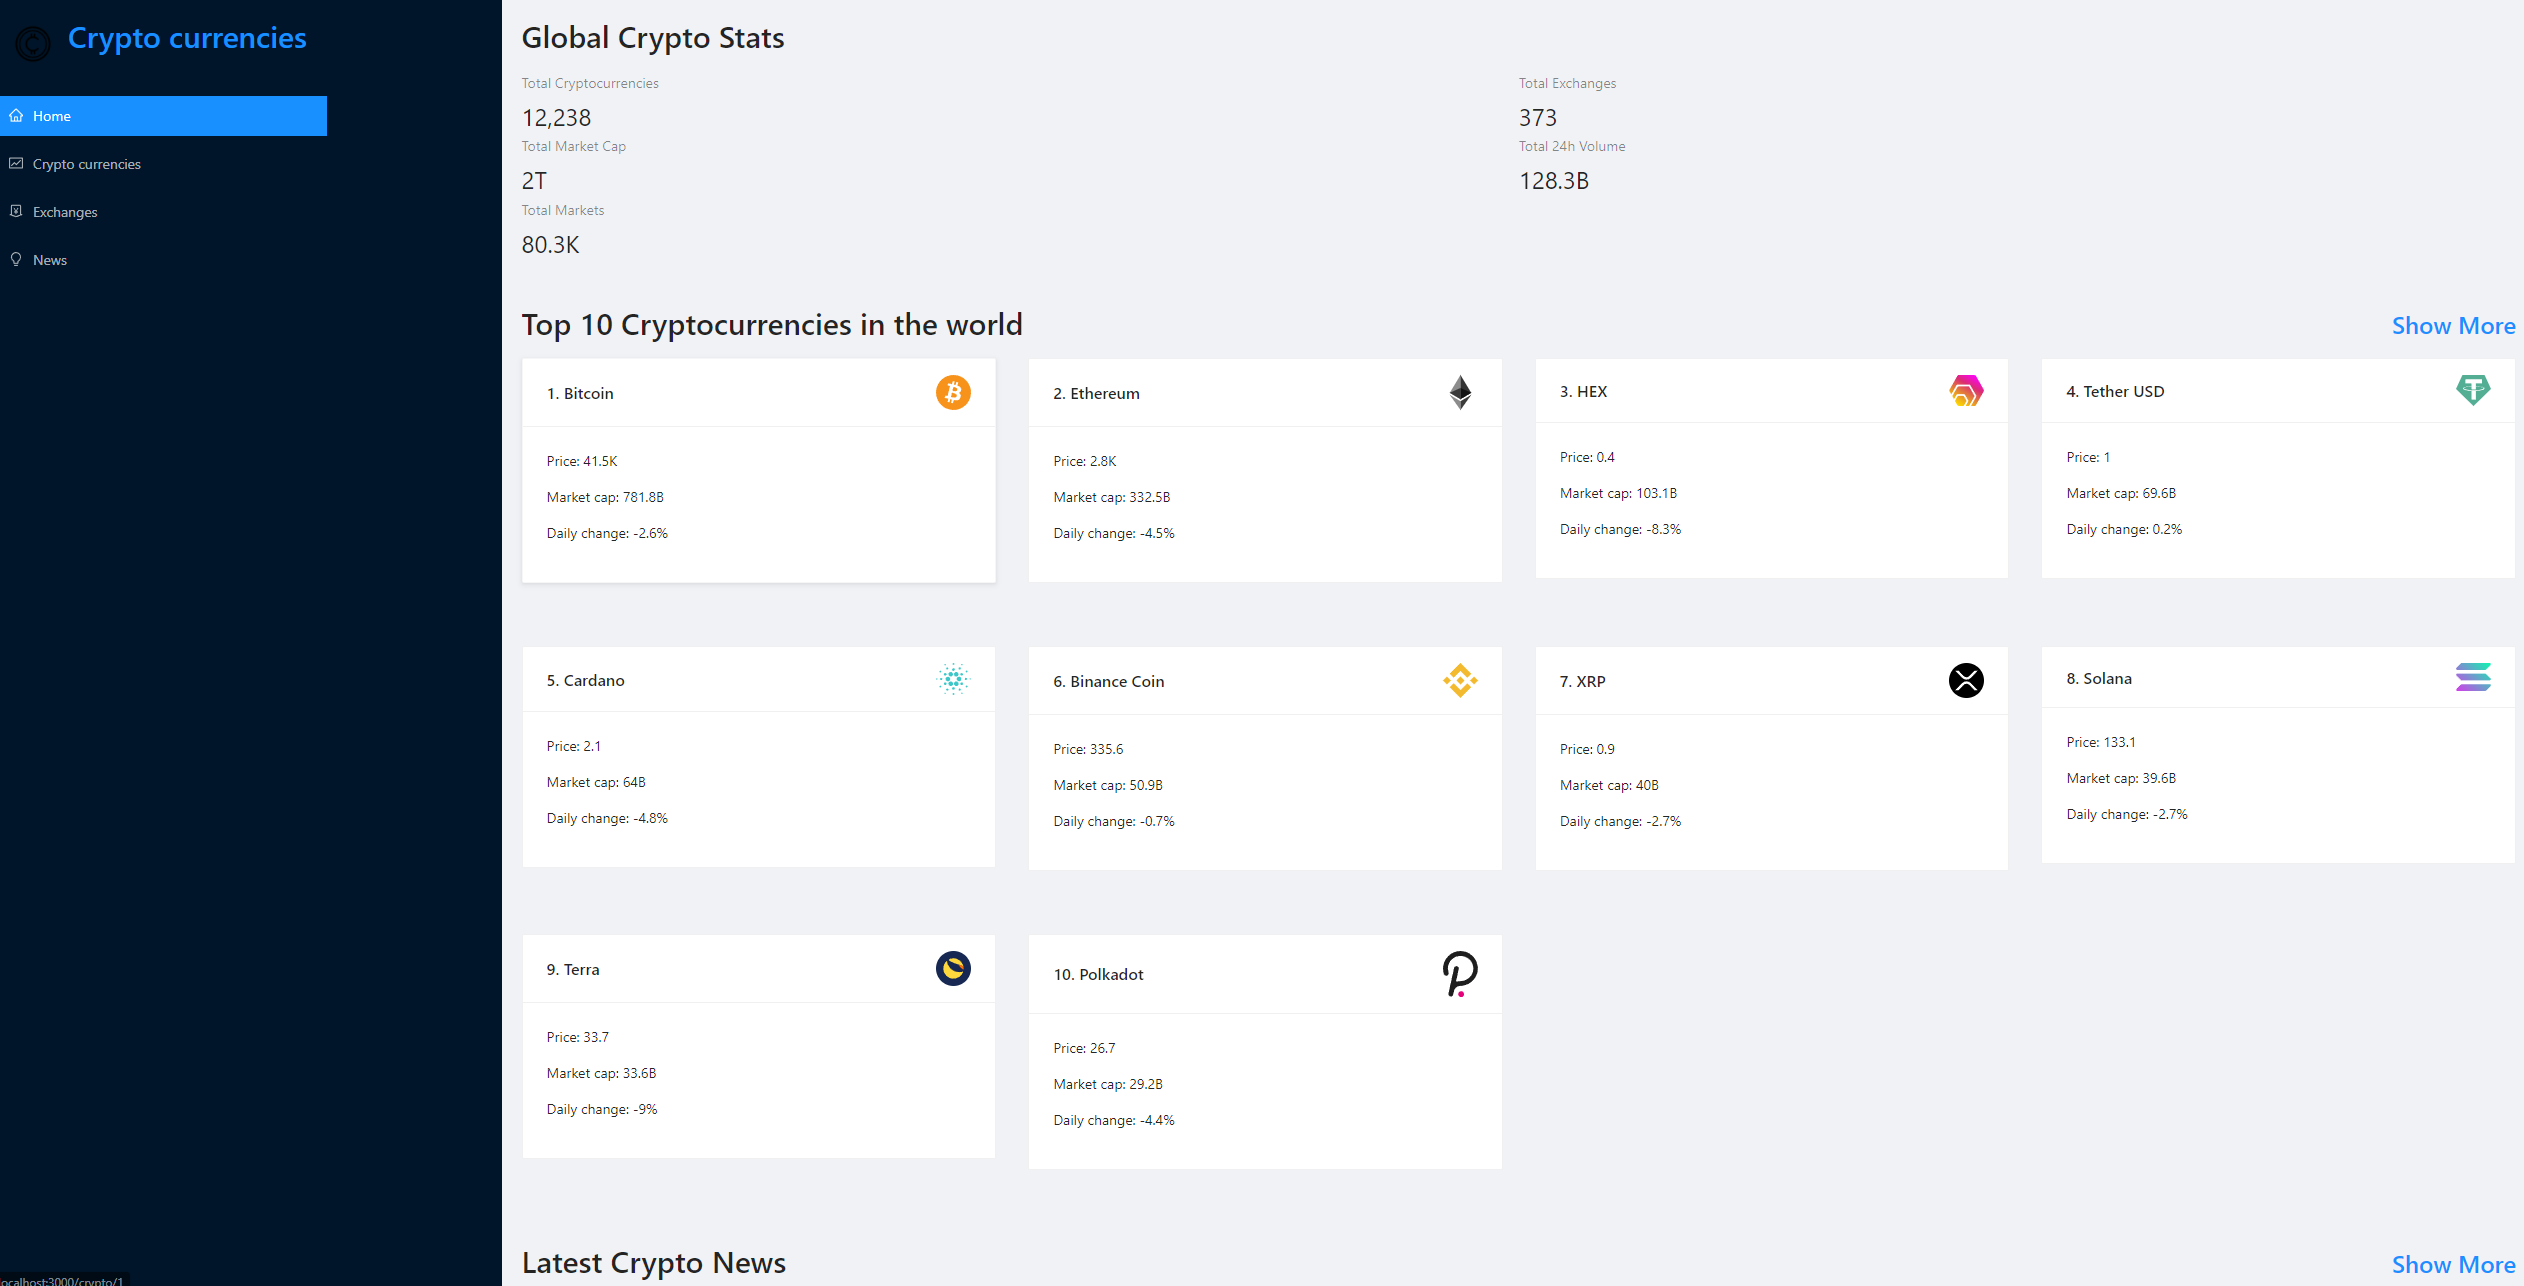 Crypto currencies
Home
Crypto currencies
Exchanges
News
Global Crypto Stats
Total Cryptocurrencies
12,238
Total Exchanges
373
Total Market Cap
2T
Total 24h Volume
128.3B
Total Markets
80.3K
Top 10 Cryptocurrencies in the world
Show More
1. Bitcoin
Price: 41.5K
Market cap: 781.8B
Daily change: -2.6%
2. Ethereum
Price: 2.8K
Market cap: 332.5B
Daily change: -4.5%
3. HEX
Price: 0.4
Market cap: 103.1B
Daily change: -8.3%
4. Tether USD
Price: 1
Market cap: 69.6B
Daily change: 0.2%
5. Cardano
Price: 2.1
Market cap: 64B
Daily change: -4.8%
6. Binance Coin
Price: 335.6
Market cap: 50.9B
Daily change: -0.7%
7. XRP
Price: 0.9
Market cap: 40B
Daily change: -2.7%
8. Solana
Price: 133.1
Market cap: 39.6B
Daily change: -2.7%
9. Terra
Price: 33.7
Market cap: 33.6B
Daily change: -9%
10. Polkadot
Price: 26.7
Market cap: 29.2B
Daily change: -4.4%
Latest Crypto News
Show More
ocalhost:3000/crypto/1